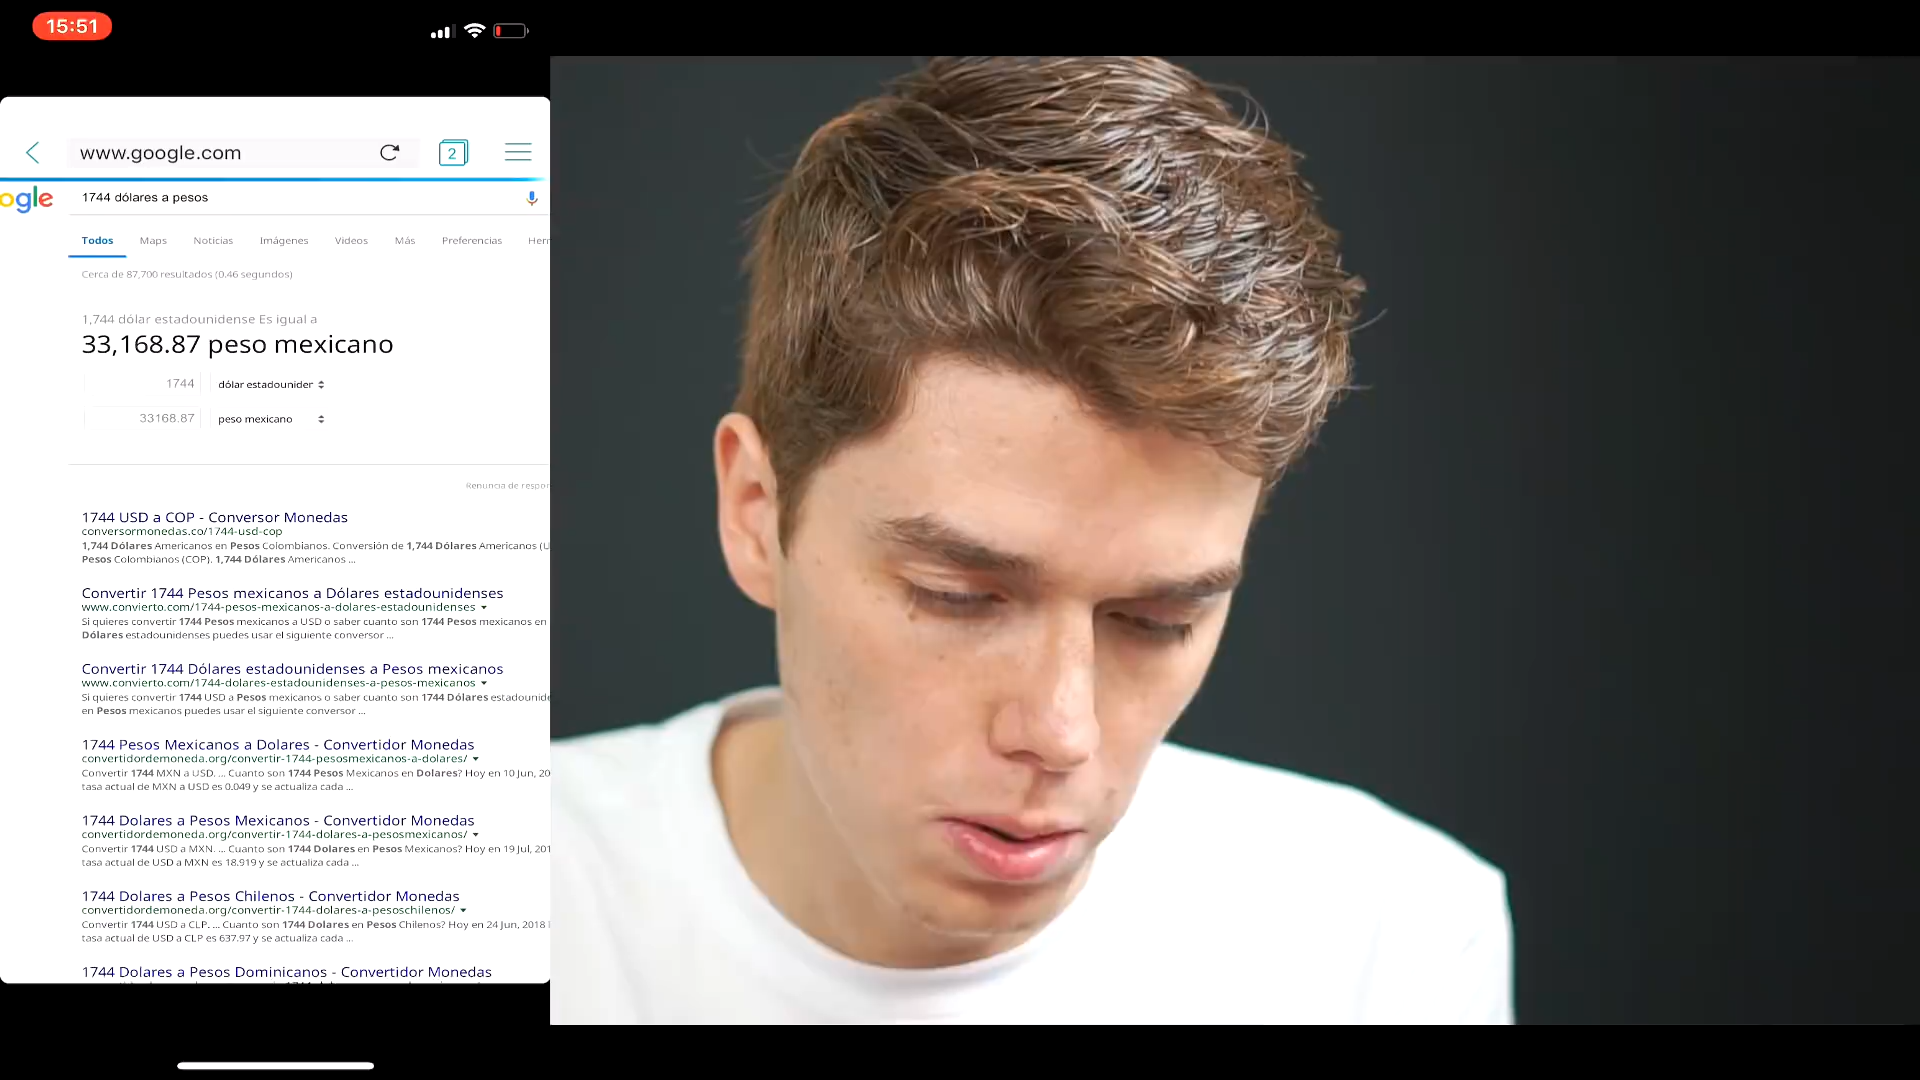 15:51
www.google.com
2
ogle
1744 dólares a pesos
Todos Maps Noticias Imágenes Videos Más Preferencias Herr
Cerca de 87,700 resultados (0.46 segundos)
1,744 dólar estadounidense Es igual a
33,168.87 peso mexicano
1744 dólar estadounider
33168.87 peso mexicano
Renuncia de respon
1744 USD a COP - Conversor Monedas
conversormonedas.co/1744-usd-cop
1,744 Dólares Americanos en Pesos Colombianos. Conversión de 1,744 Dólares Americanos (U
Pesos Colombianos (COP). 1,744 Dólares Americanos ...
Convertir 1744 Pesos mexicanos a Dólares estadounidenses
www.convierto.com/1744-pesos-mexicanos-a-dolares-estadounidenses
Si quieres convertir 1744 Pesos mexicanos a USD o saber cuanto son 1744 Pesos mexicanos en
Dólares estadounidenses puedes usar el siguiente conversor ...
Convertir 1744 Dólares estadounidenses a Pesos mexicanos
www.convierto.com/1744-dolares-estadounidenses-a-pesos-mexicanos
Si quieres convertir 1744 USD a Pesos mexicanos o saber cuanto son 1744 Dólares estadounide
en Pesos mexicanos puedes usar el siguiente conversor ...
1744 Pesos Mexicanos a Dolares - Convertidor Monedas
convertidordemoneda.org/convertir-1744-pesosmexicanos-a-dolares/
Convertir 1744 MXN a USD. ... Cuanto son 1744 Pesos Mexicanos en Dolares? Hoy en 10 Jun, 20
tasa actual de MXN a USD es 0.049 y se actualiza cada ...
1744 Dolares a Pesos Mexicanos - Convertidor Monedas
convertidordemoneda.org/convertir-1744-dolares-a-pesosmexicanos/
Convertir 1744 USD a MXN. ... Cuanto son 1744 Dolares en Pesos Mexicanos? Hoy en 19 Jul, 201
tasa actual de USD a MXN es 18.919 y se actualiza cada ...
1744 Dolares a Pesos Chilenos - Convertidor Monedas
convertidordemoneda.org/convertir-1744-dolares-a-pesoschilenos/
Convertir 1744 USD a CLP. ... Cuanto son 1744 Dolares en Pesos Chilenos? Hoy en 24 Jun, 2018
tasa actual de USD a CLP es 637.97 y se actualiza cada ...
1744 Dolares a Pesos Dominicanos - Convertidor Monedas